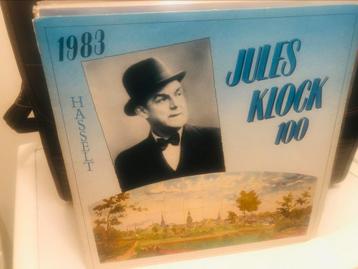 1983
HASSELT
JULES
KLOCK
100